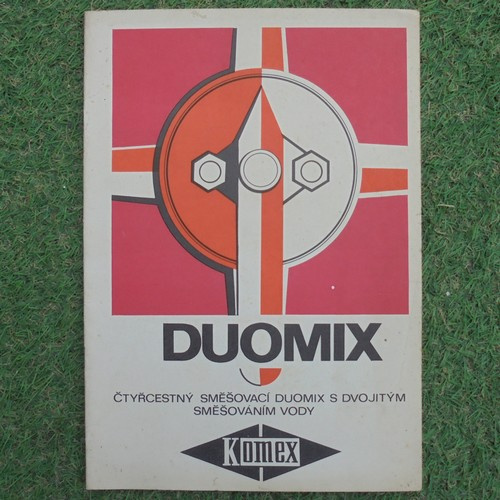 DUOMIX
ČTYŘCESTNÝ SMĚŠOVACÍ DUOMIX S DVOJITÝM
SMĚŠOVÁNÍM VODY
Komex